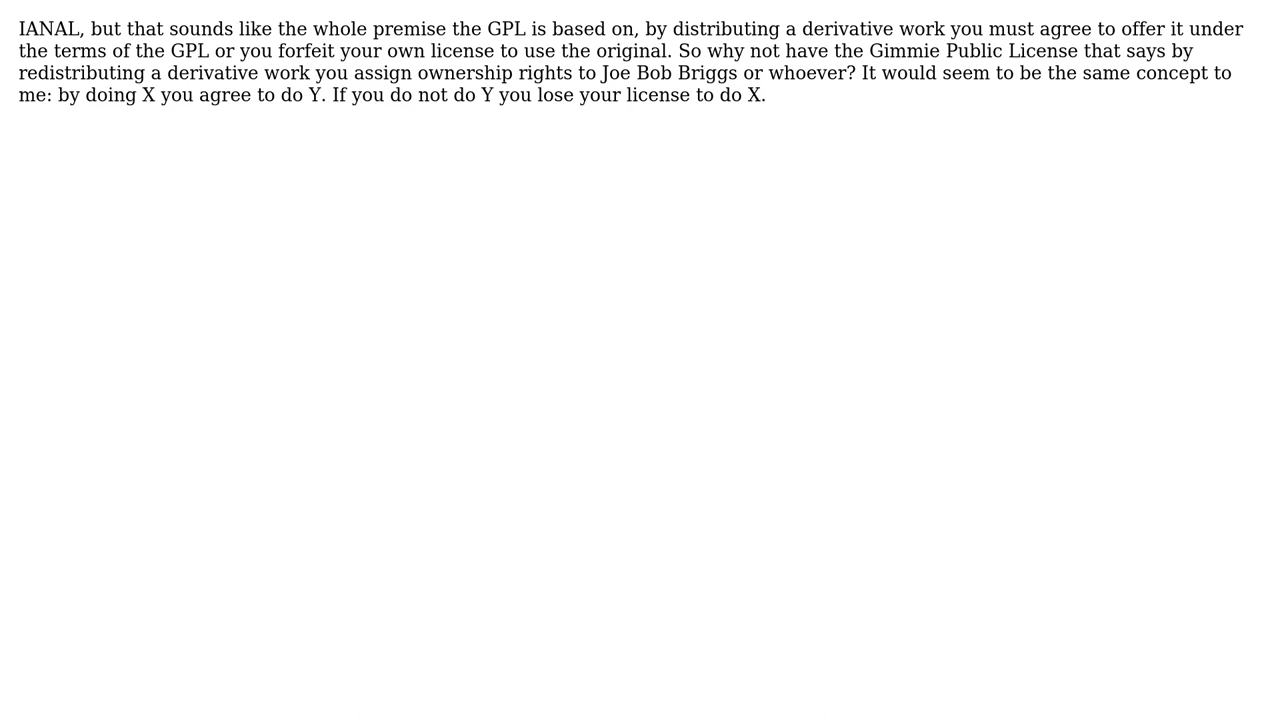 IANAL, but that sounds like the whole premise the GPL is based on, by distributing a derivative work you must agree to offer it under
the terms of the GPL or you forfeit your own license to use the original. So why not have the Gimmie Public License that says by
redistributing a derivative work you assign ownership rights to Joe Bob Briggs or whoever? It would seem to be the same concept to
me: by doing X you agree to do Y. If you do not do Y you lose your license to do X.